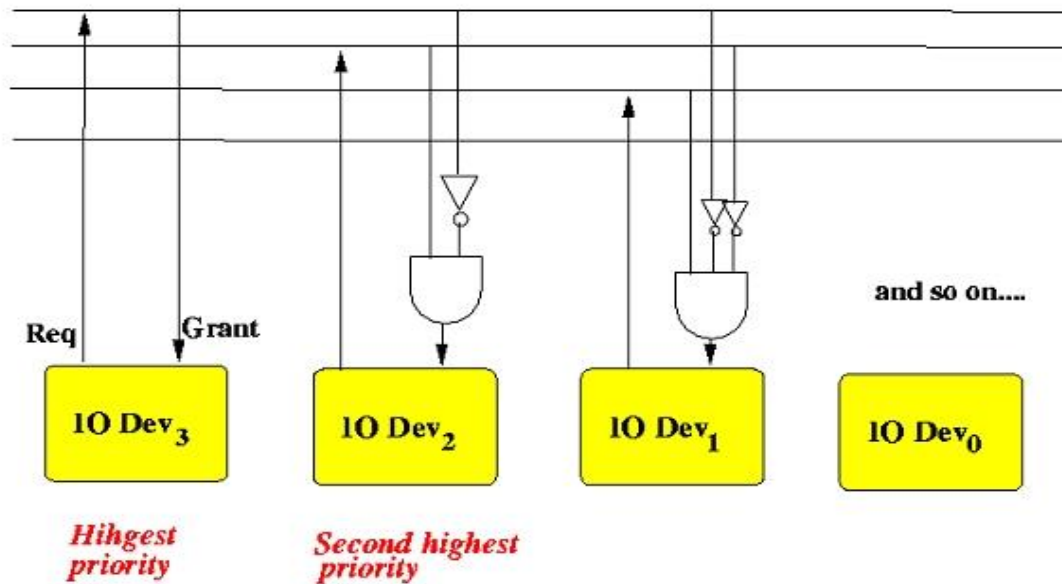 Req
Grant
and so on....
IO Dev3
IO Dev2
IO Dev1
IO Dev0
Hihgest
priority
Second highest
priority